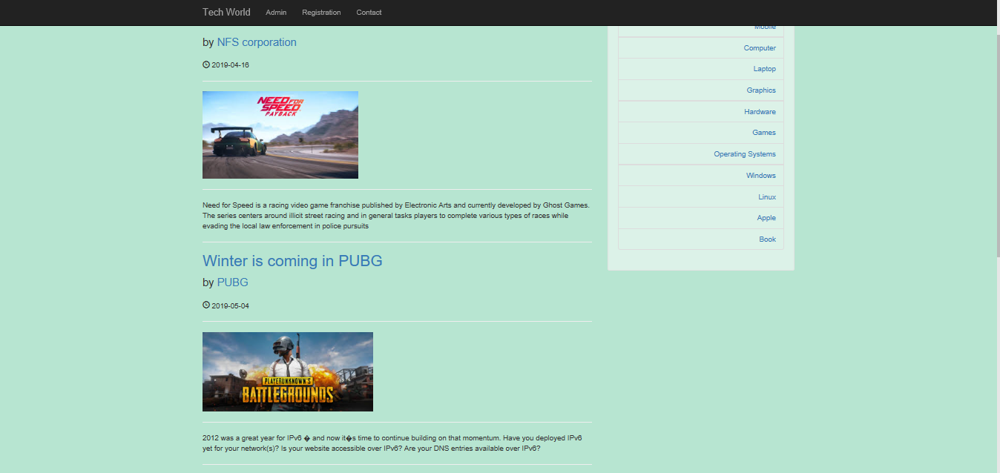 Tech World Admin Registration Contact
by NFS corporation
2019-04-16
NEED FOR
SPEED
PAYBACK
Need for Speed is a racing video game franchise published by Electronic Arts and currently developed by Ghost Games.
The series centers around illicit street racing and in general tasks players to complete various types of races while
evading the local law enforcement in police pursuits
Winter is coming in PUBG
by PUBG
2019-05-04
PLAYERUNKNOWN'S
BATTLEGROUNDS
2012 was a great year for IPv6 � and now it�s time to continue building on that momentum. Have you deployed IPv6
yet for your network(s)? Is your website accessible over IPv6? Are your DNS entries available over IPv6?
Mobile
Computer
Laptop
Graphics
Hardware
Games
Operating Systems
Windows
Linux
Apple
Book